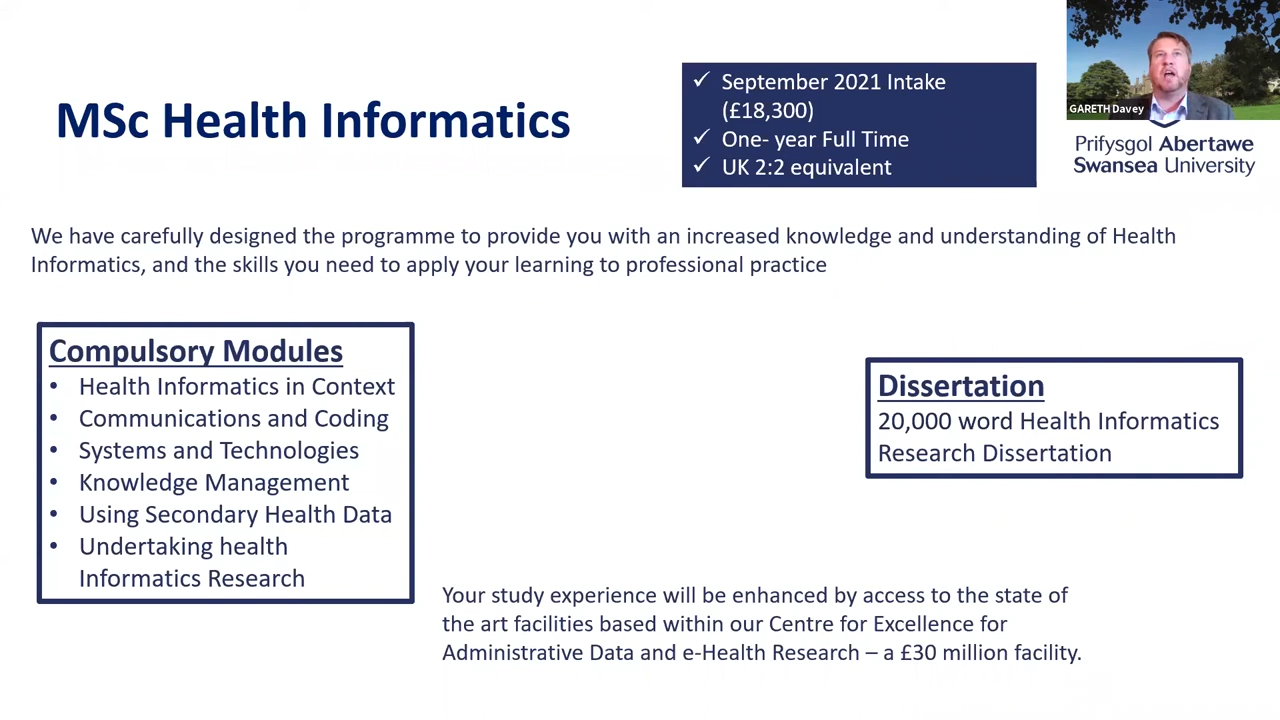 MSc Health Informatics
✓ September 2021 Intake
(£18,300)
✓ One- year Full Time
✓ UK 2:2 equivalent
GARETH Davey
Prifysgol Abertawe
Swansea University
We have carefully designed the programme to provide you with an increased knowledge and understanding of Health
Informatics, and the skills you need to apply your learning to professional practice
Compulsory Modules
• Health Informatics in Context
• Communications and Coding
• Systems and Technologies
• Knowledge Management
• Using Secondary Health Data
• Undertaking health
Informatics Research
Dissertation
20,000 word Health Informatics
Research Dissertation
Your study experience will be enhanced by access to the state of
the art facilities based within our Centre for Excellence for
Administrative Data and e-Health Research – a £30 million facility.